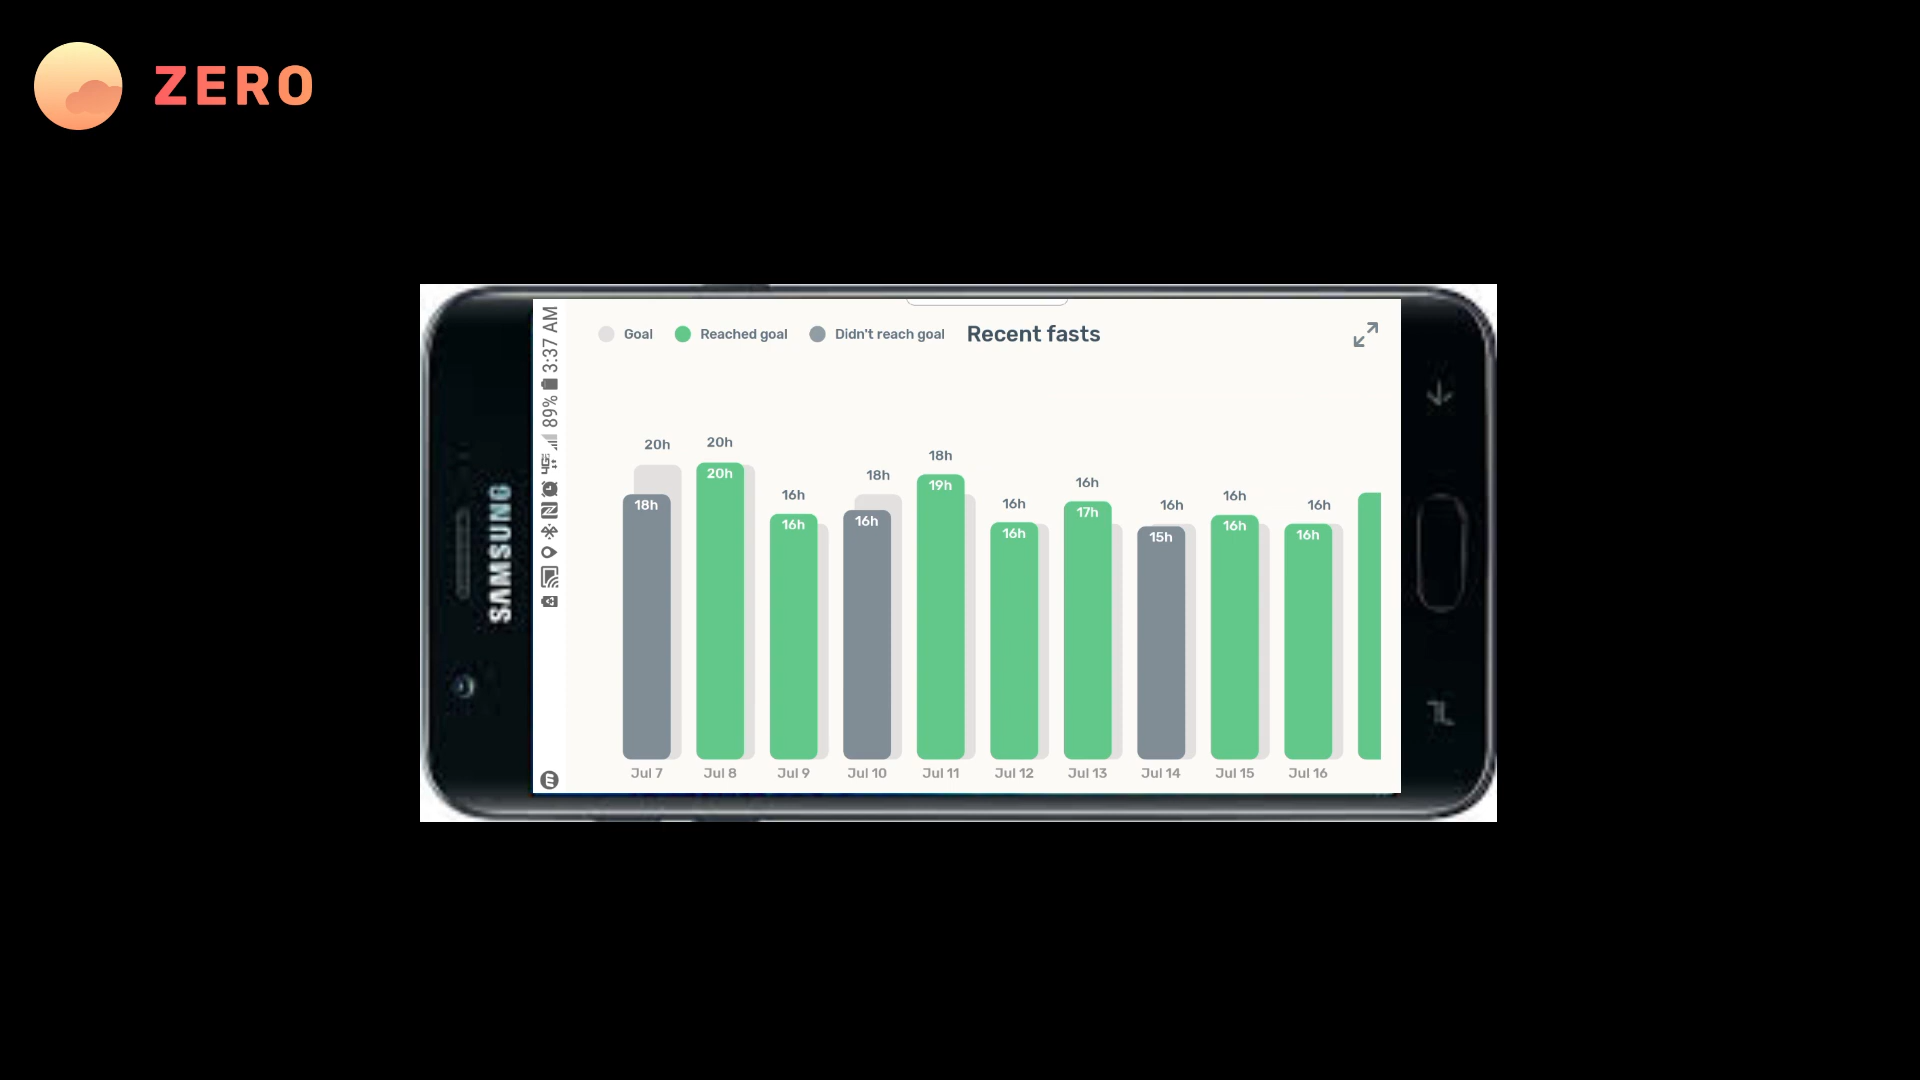 ZERO
SAMSUNG
3:37 AM
89%
4G
Goal Reached goal Didn't reach goal Recent fasts
20h 20h 16h 18h 18h 16h 16h 16h 16h 16h
18h 20h 16h 16h 19h 16h 17h 15h 16h 16h
Jul 7 Jul 8 Jul 9 Jul 10 Jul 11 Jul 12 Jul 13 Jul 14 Jul 15 Jul 16